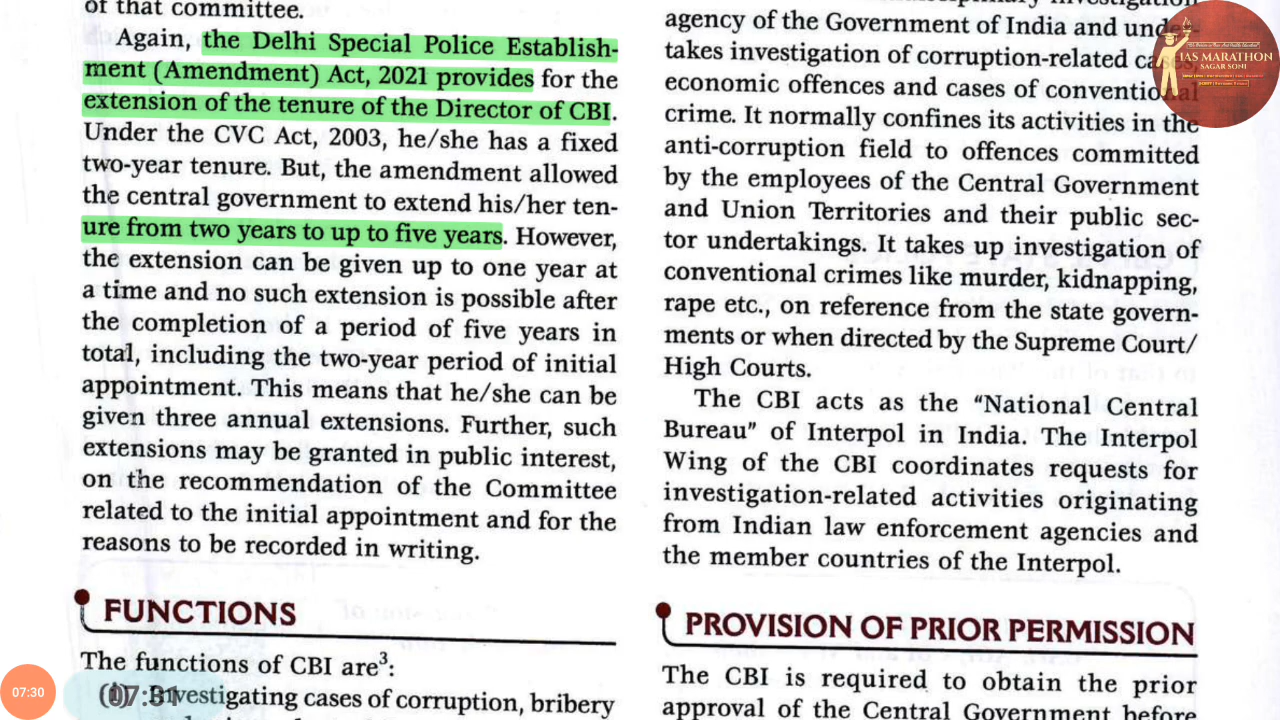 of that committee.
Again, the Delhi Special Police Establish-
ment (Amendment) Act, 2021 provides for the
extension of the tenure of the Director of CBI.
Under the CVC Act, 2003, he/she has a fixed
two-year tenure. But, the amendment allowed
the central government to extend his/her ten-
ure from two years to up to five years. However,
the extension can be given up to one year at
a time and no such extension is possible after
the completion of a period of five years in
total, including the two-year period of initial
appointment. This means that he/she can be
given three annual extensions. Further, such
extensions may be granted in public interest,
on the recommendation of the Committee
related to the initial appointment and for the
reasons to be recorded in writing.
FUNCTIONS
The functions of CBI are3:
Investigating cases of corruption, bribery
agency of the Government of India and under-
takes investigation of corruption-related
economic offences and cases of conventional
crime. It normally confines its activities in the
anti-corruption field to offences committed
by the employees of the Central Government
and Union Territories and their public sec-
tor undertakings. It takes up investigation of
conventional crimes like murder, kidnapping,
rape etc., on reference from the state govern-
ments or when directed by the Supreme Court/
High Courts.
The CBI acts as the “National Central
Bureau” of Interpol in India. The Interpol
Wing of the CBI coordinates requests for
investigation-related activities originating
from Indian law enforcement agencies and
the member countries of the Interpol.
PROVISION OF PRIOR PERMISSION
The CBI is required to obtain the prior
approval of the Central Government before
IAS MARATHON
SAGAR SONI
07:30
07:31